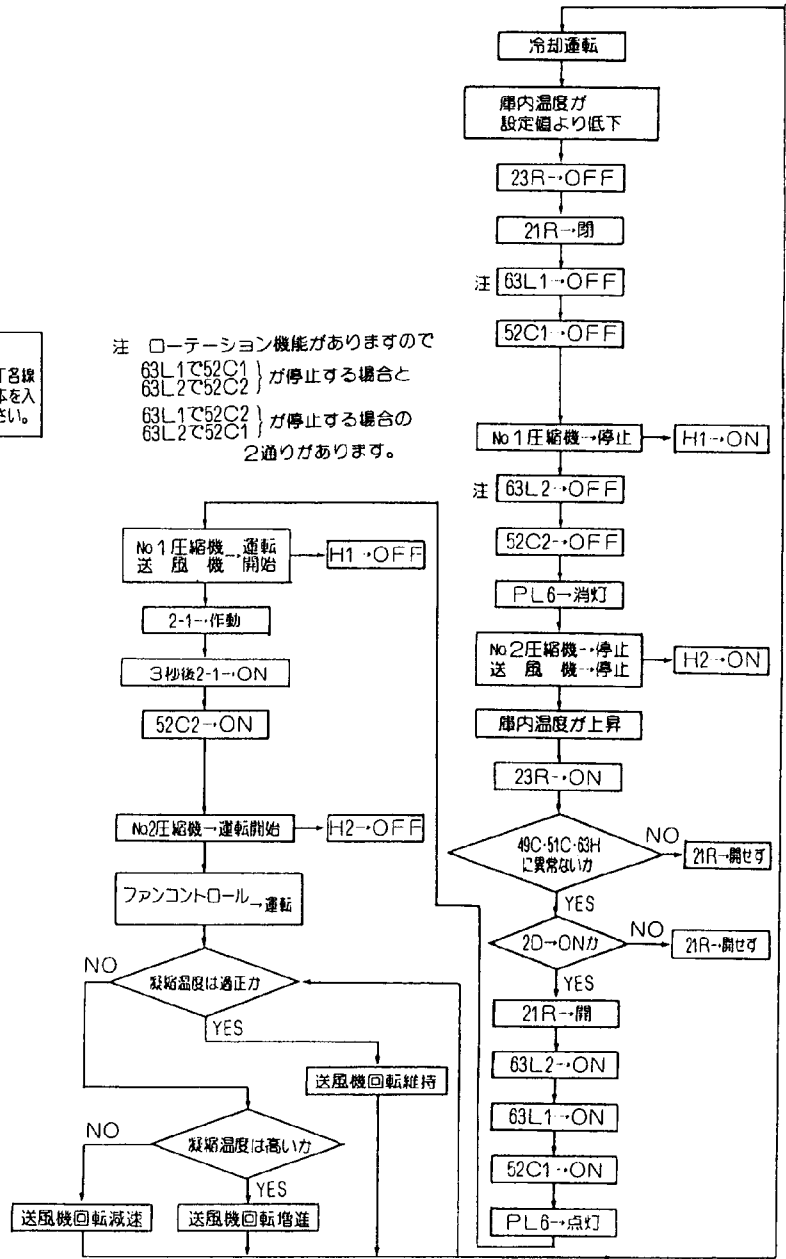 冷却運転
庫内温度が
設定値より低下
23R→OFF
21R→閉
注 63L1→OFF
52C1→OFF
No1圧縮機→停止
H1→ON
注 63L2→OFF
52C2→OFF
PL6→消灯
No2圧縮機→停止
送風機→停止
H2→ON
庫内温度が上昇
23R→ON
49C・51C・63H
に異常ないか
NO
21R→開せず
YES
2D→ONか
NO
21R→開せず
YES
21R→開
63L2→ON
63L1→ON
52C1→ON
PL6→点灯
注 ローテーション機能がありますので
63L1で52C1
63L2で52C2
が停止する場合と
63L1で52C2
63L2で52C1
が停止する場合の
2通りがあります。
各線
本を入
さい。
No1圧縮機→運転
送風機 開始
H1→OFF
2-1→作動
3秒後2-1→ON
52C2→ON
No2圧縮機→運転開始
H2→OFF
ファンコントロール→運転
凝縮温度は適正か
NO
YES
送風機回転維持
凝縮温度は高いか
NO
YES
送風機回転減速
送風機回転増進